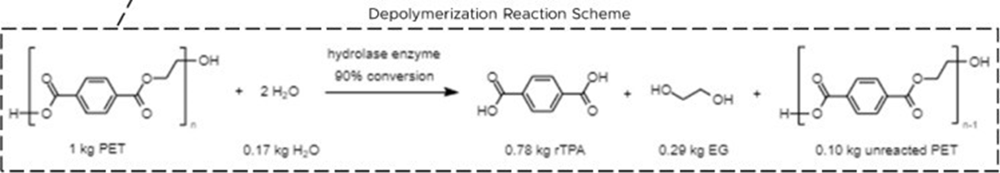 Depolymerization Reaction Scheme
H O O O O OH n + 2 H₂O hydrolase enzyme 90% conversion O HO OH O + HO OH + H O O O O OH n-1
1 kg PET 0.17 kg H₂O 0.78 kg rTPA 0.29 kg EG 0.10 kg unreacted PET